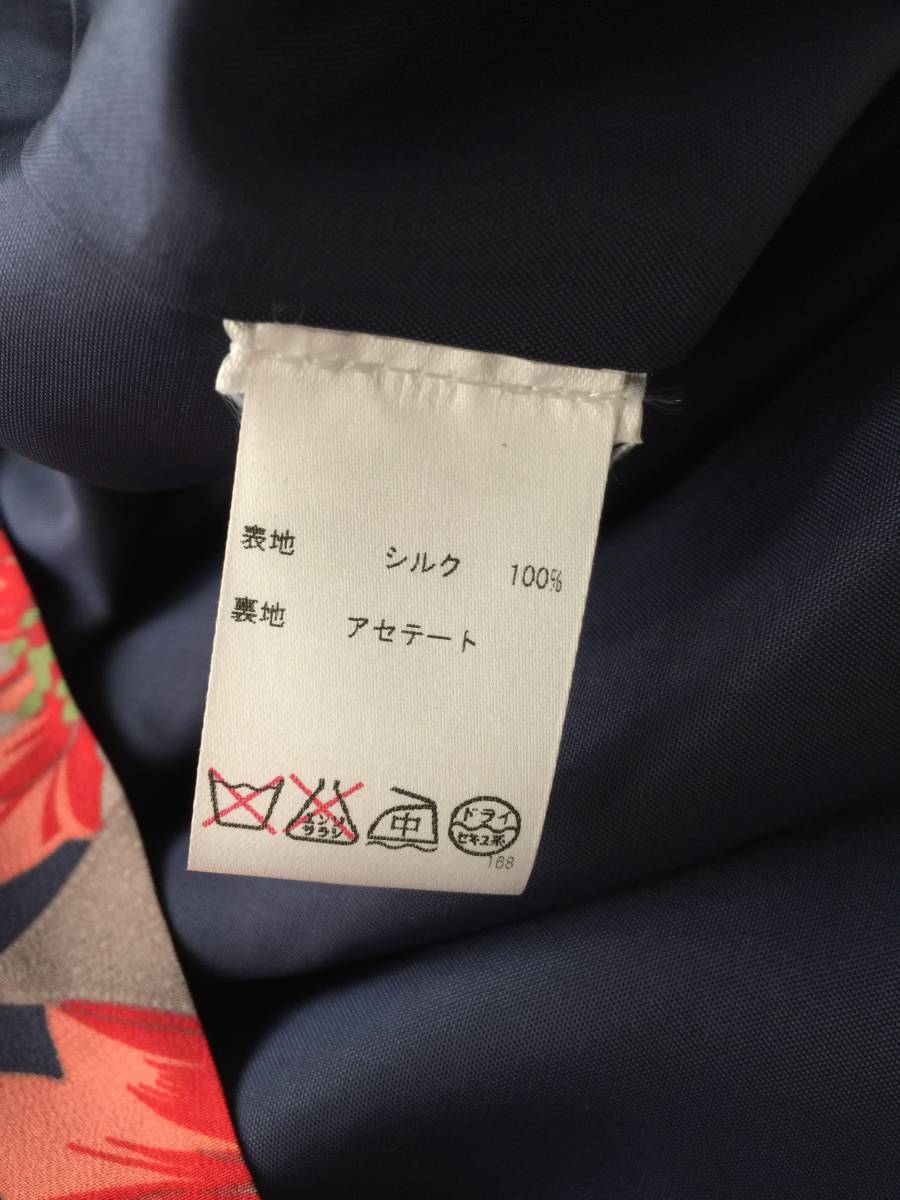 表地 シルク 100%
裏地 アセテート
エンソ
サラシ
中
ドライ
セキユ系
168